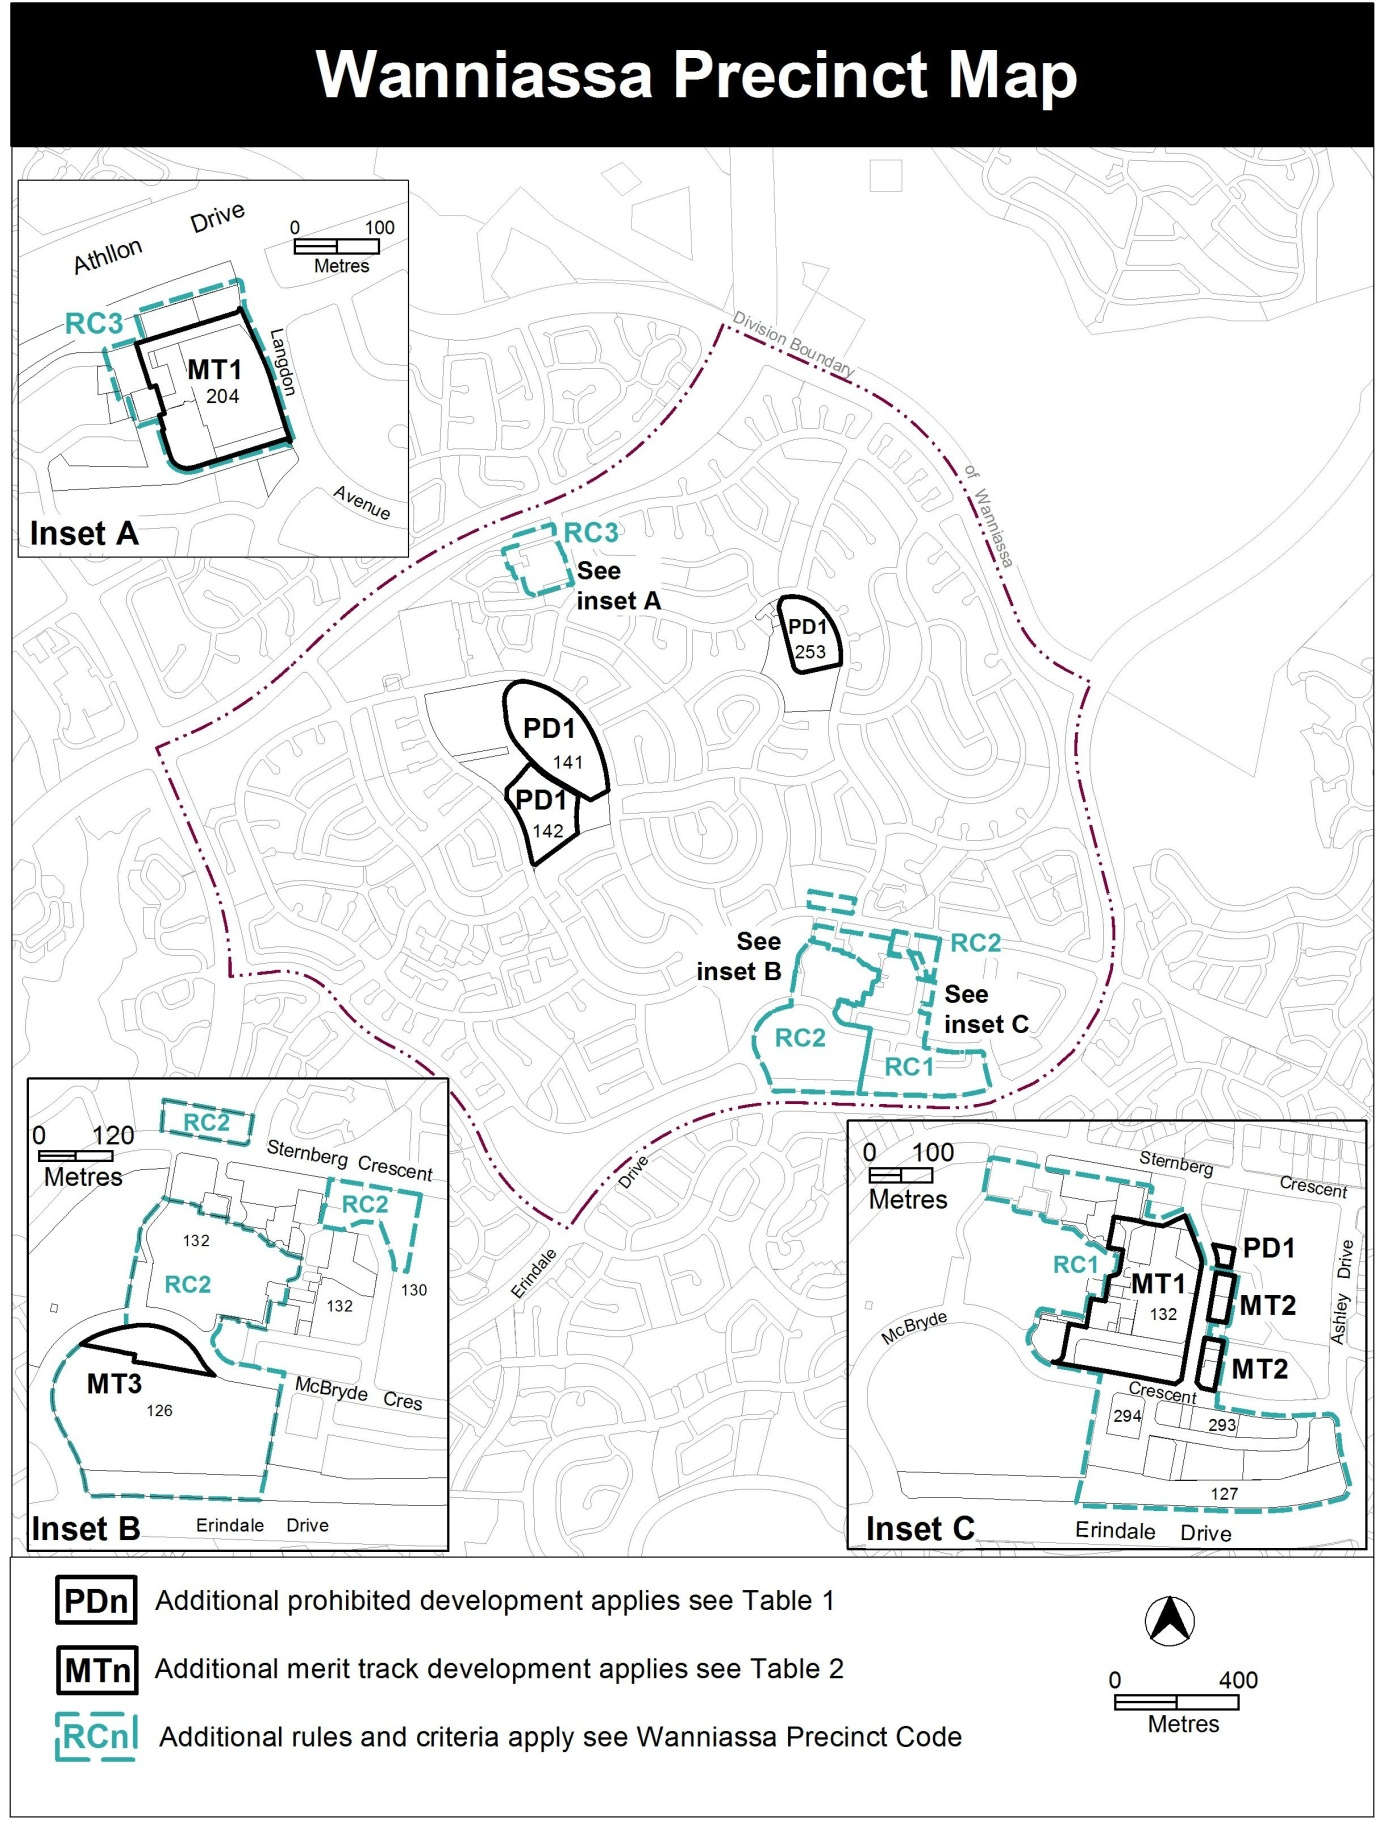 Wanniassa Precinct Map
Athllon Drive
0 100
Metres
RC3
MT1
204
Langdon
Avenue
Inset A
Division Boundary
of Wanniassa
RC3
See
inset A
PD1
253
PD1
141
PD1
142
See
inset B
RC2
See
inset C
RC2
RC1
Erindale Drive
RC2
0 120
Metres
Sternberg Crescent
RC2
132
RC2
130
132
MT3
126
McBryde Cres
Inset B
Erindale Drive
0 100
Metres
Sternberg Crescent
RC1
PD1
MT1
132
MT2
Ashley Drive
McBryde
MT2
Crescent
294
293
127
Inset C
Erindale Drive
PDn Additional prohibited development applies see Table 1
MTn Additional merit track development applies see Table 2
RCn Additional rules and criteria apply see Wanniassa Precinct Code
0 400
Metres